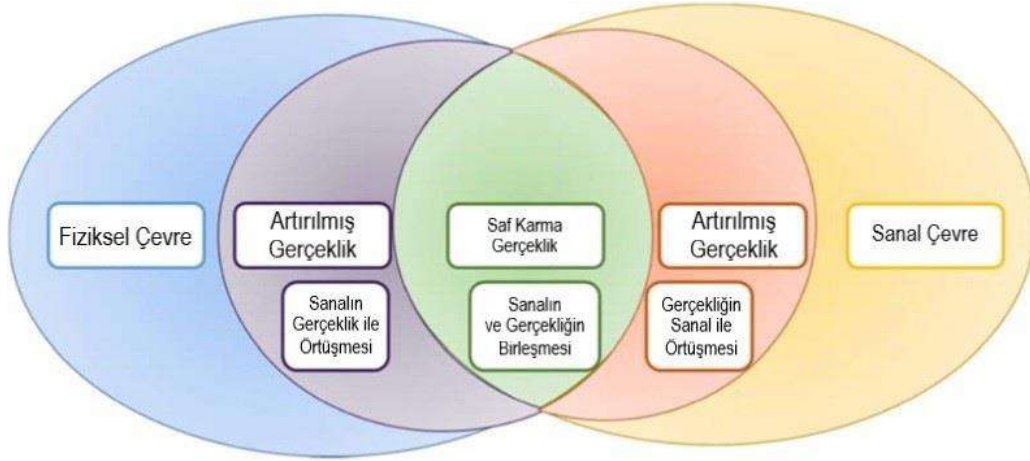 Fiziksel Çevre
Artırılmış
Gerçeklik
Saf Karma
Gerçeklik
Artırılmış
Gerçeklik
Sanal Çevre
Sanalın
Gerçeklik ile
Örtüşmesi
Sanalın
ve Gerçekliğin
Birleşmesi
Gerçekliğin
Sanal ile
Örtüşmesi